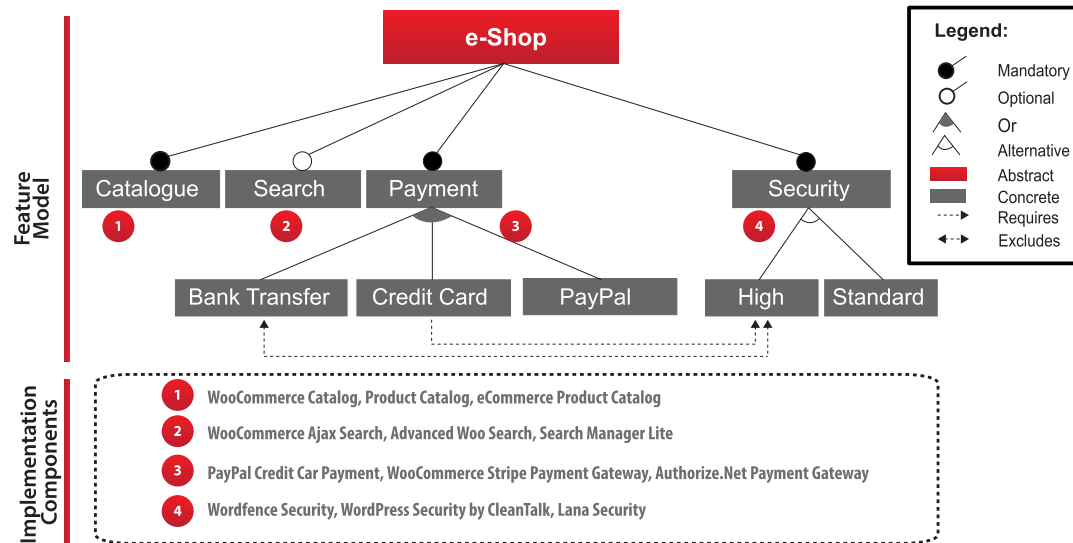 e-Shop
Legend:
Mandatory
Optional
Or
Alternative
Abstract
Concrete
Requires
Excludes
Feature
Model
Catalogue
Search
Payment
Security
1
2
3
4
Bank Transfer
Credit Card
PayPal
High
Standard
Implementation
Components
1 WooCommerce Catalog, Product Catalog, eCommerce Product Catalog
2 WooCommerce Ajax Search, Advanced Woo Search, Search Manager Lite
3 PayPal Credit Car Payment, WooCommerce Stripe Payment Gateway, Authorize.Net Payment Gateway
4 Wordfence Security, WordPress Security by CleanTalk, Lana Security